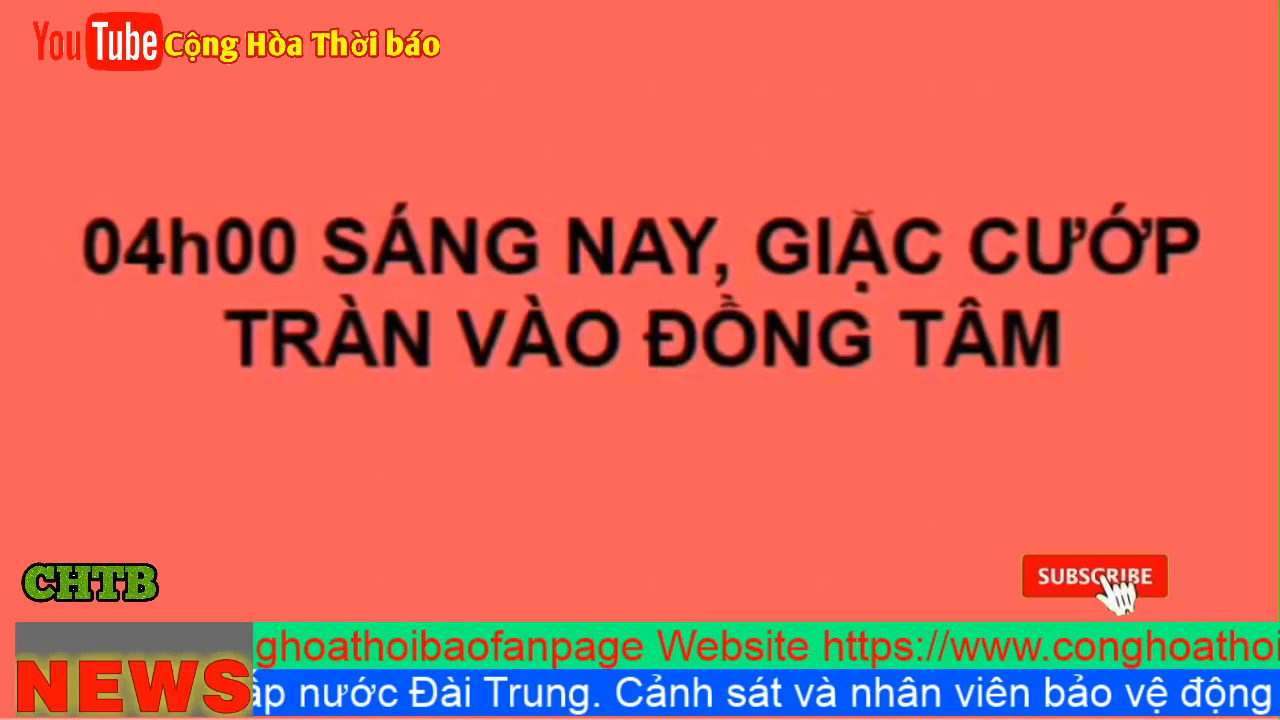 YouTube Cộng Hòa Thời báo
04h00 SÁNG NAY, GIẶC CƯỚP
TRÀN VÀO ĐỒNG TÂM
CHTB
SUBSCRIBE
ghoathoibaofanpage Website https://www.conghoathoi
NEWS
ập nước Đài Trung. Cảnh sát và nhân viên bảo vệ động